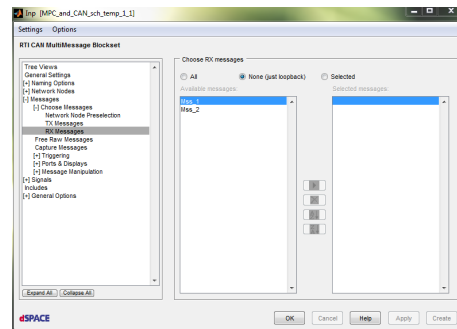 Inp [MPC_and_CAN_sch_temp_1_1]
Settings Options
RTI CAN MultiMessage Blockset
Tree Views
General Settings
[+] Naming Options
[+] Network Nodes
[-] Messages
[-] Choose Messages
Network Node Preselection
TX Messages
RX Messages
Free Raw Messages
Capture Messages
[+] Triggering
[+] Ports & Displays
[+] Message Manipulation
[+] Signals
Includes
[+] General Options
Expand All Collapse All
Choose RX messages
All None (just loopback) Selected
Available messages: Selected messages:
Mss_1
Mss_2
dSPACE
OK Cancel Help Apply Create